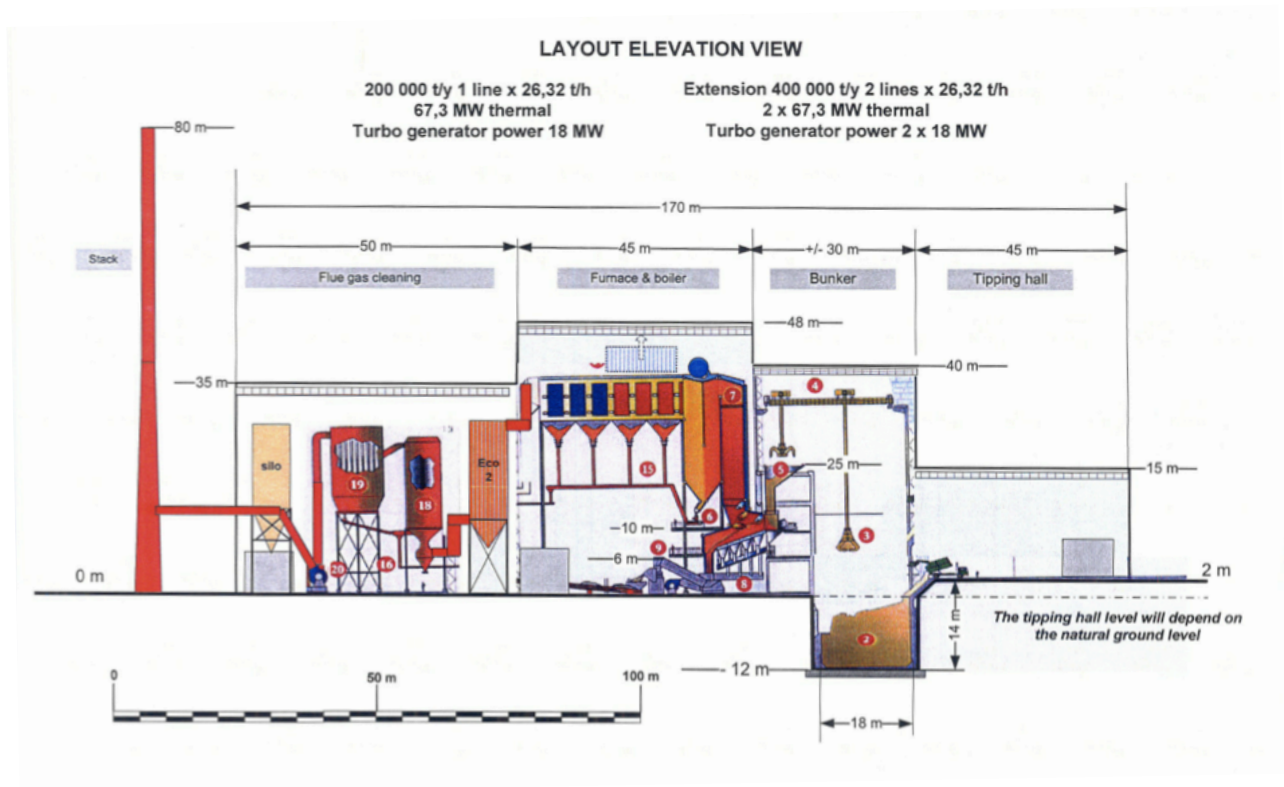 LAYOUT ELEVATION VIEW
200 000 t/y 1 line x 26,32 t/h
67,3 MW thermal
Turbo generator power 18 MW
Extension 400 000 t/y 2 lines x 26,32 t/h
2 x 67,3 MW thermal
Turbo generator power 2 x 18 MW
80 m
170 m
50 m
45 m
+/- 30 m
45 m
Stack
Flue gas cleaning
Furnace & boiler
Bunker
Tipping hall
48 m
40 m
35 m
4
7
13
silo
Eco
2
15
5
25 m
15 m
19
18
6
10 m
3
9
6 m
20
16
8
0 m
2 m
14 m
The tipping hall level will depend on
the natural ground level
2
- 12 m
0
50 m
100 m
18 m